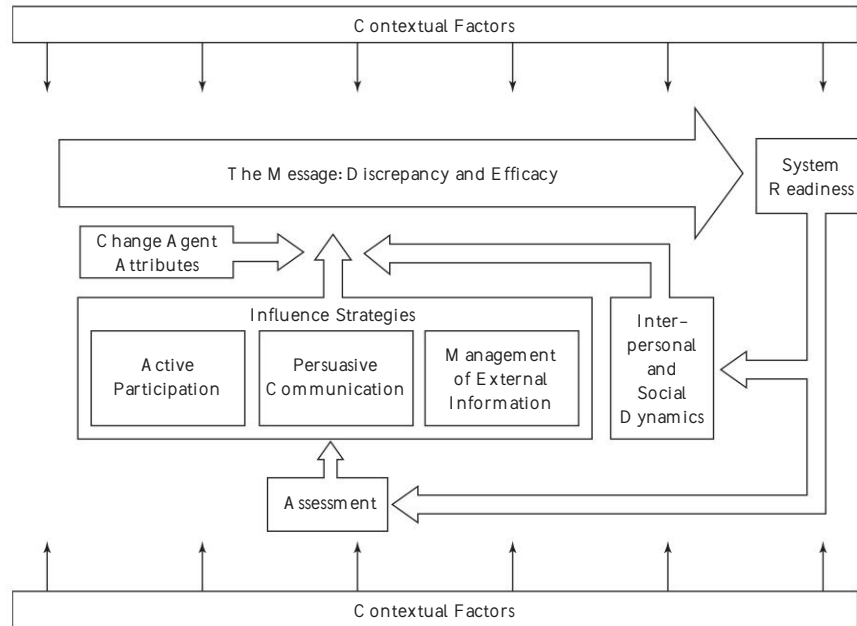 Contextual Factors
The Message: Discrepancy and Efficacy
System
Readiness
Change Agent
Attributes
Influence Strategies
Active
Participation
Persuasive
Communication
Management
of External
Information
Inter-
personal
and
Social
Dynamics
Assessment
Contextual Factors